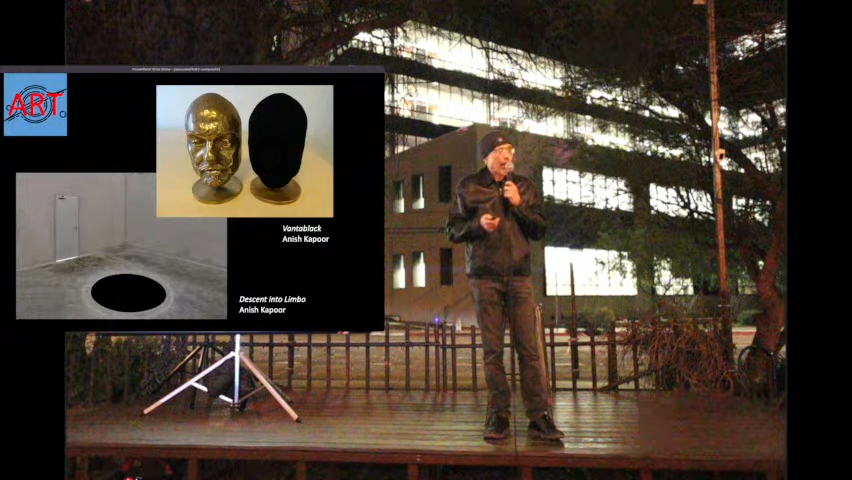 ART
Vantablack
Anish Kapoor
Descent into Limbo
Anish Kapoor